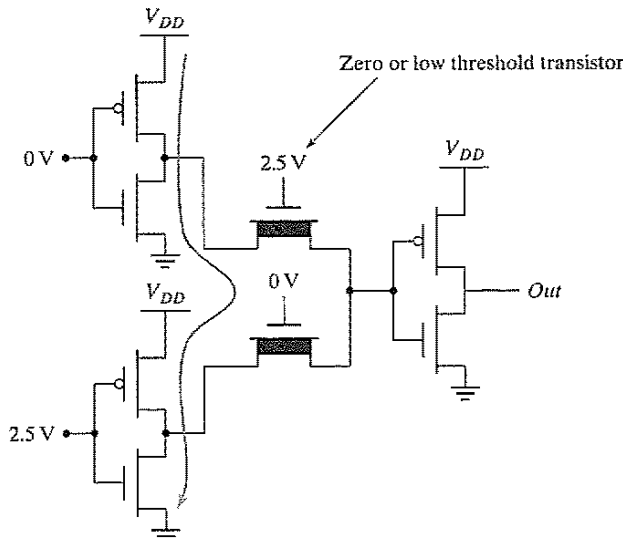 V_DD
Zero or low threshold transistor
0 V
2.5 V
V_DD
V_DD
0 V
Out
2.5 V